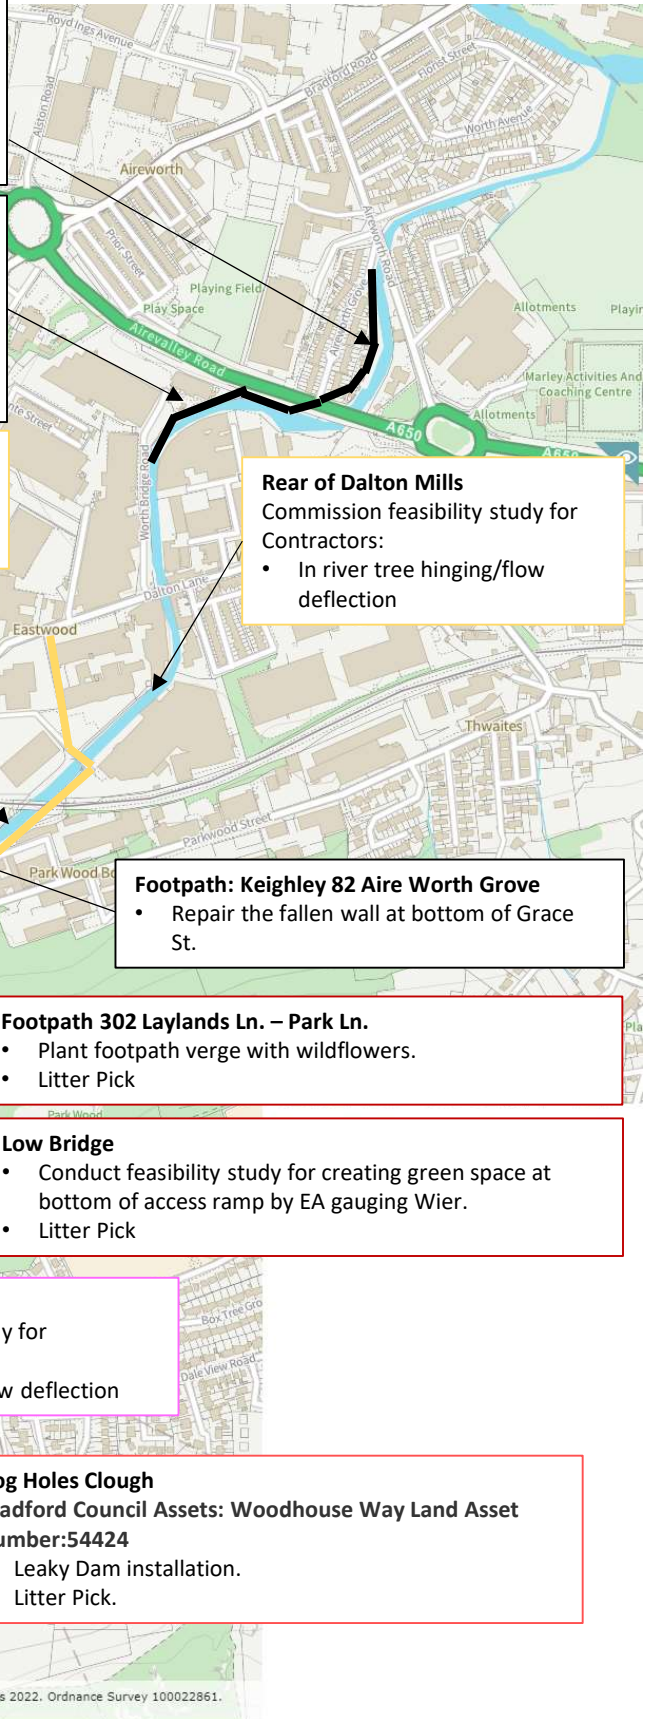 Royd Ings Avenue
Bradford Road
Florist Street
Alston Road
Worth Avenue
Aireworth
Prior Street
Aireworth Road
Playing Field
Play Space
Aireworth Grove
Allotments
Airevalley Road
Marley Activities And
Coaching Centre
Allotments
A650
A650
Worth Bridge Road
Rear of Dalton Mills
Commission feasibility study for
Contractors:
• In river tree hinging/flow
deflection
Dalton Lane
Eastwood
Thwaites
Parkwood Street
Park Wood
Footpath: Keighley 82 Aire Worth Grove
• Repair the fallen wall at bottom of Grace
St.
Footpath 302 Laylands Ln. – Park Ln.
• Plant footpath verge with wildflowers.
• Litter Pick
Park Wood
Low Bridge
• Conduct feasibility study for creating green space at
bottom of access ramp by EA gauging Wier.
• Litter Pick
y for
w deflection
Box Tree Gro
Dale View Road
og Holes Clough
adford Council Assets: Woodhouse Way Land Asset
umber:54424
Leaky Dam installation.
Litter Pick.
s 2022. Ordnance Survey 100022861.